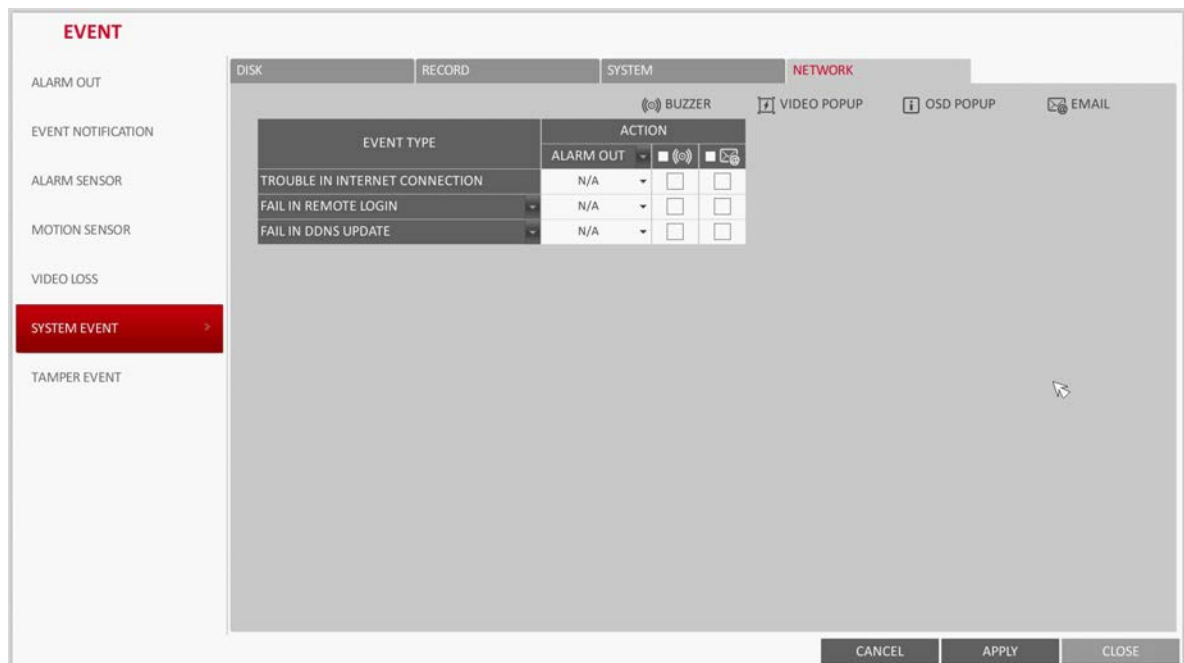 EVENT
ALARM OUT
EVENT NOTIFICATION
ALARM SENSOR
MOTION SENSOR
VIDEO LOSS
SYSTEM EVENT >
TAMPER EVENT
DISK RECORD SYSTEM NETWORK
BUZZER VIDEO POPUP OSD POPUP EMAIL
EVENT TYPE ACTION
ALARM OUT
TROUBLE IN INTERNET CONNECTION N/A
FAIL IN REMOTE LOGIN N/A
FAIL IN DDNS UPDATE N/A
CANCEL APPLY CLOSE